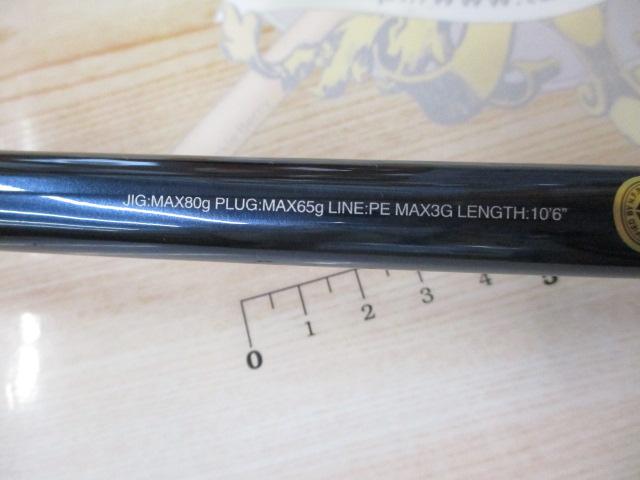 JIG:MAX80g PLUG:MAX65g LINE:PE MAX3G LENGTH:10'6"
0 1 2 3 4 5